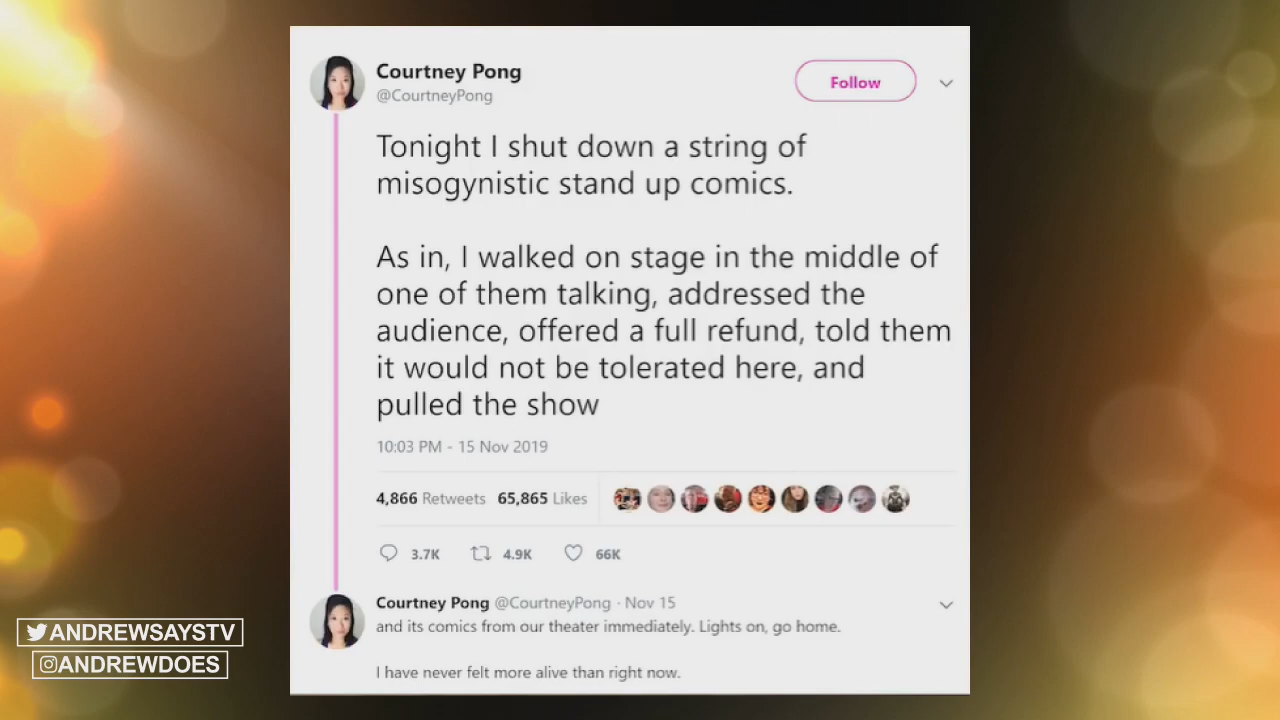 Courtney Pong
@CourtneyPong
Follow
Tonight I shut down a string of
misogynistic stand up comics.
As in, I walked on stage in the middle of
one of them talking, addressed the
audience, offered a full refund, told them
it would not be tolerated here, and
pulled the show
10:03 PM - 15 Nov 2019
4,866 Retweets 65,865 Likes
3.7K 4.9K 66K
Courtney Pong @CourtneyPong · Nov 15
and its comics from our theater immediately. Lights on, go home.
I have never felt more alive than right now.
ANDREWSAYSTV
@ANDREWDOES